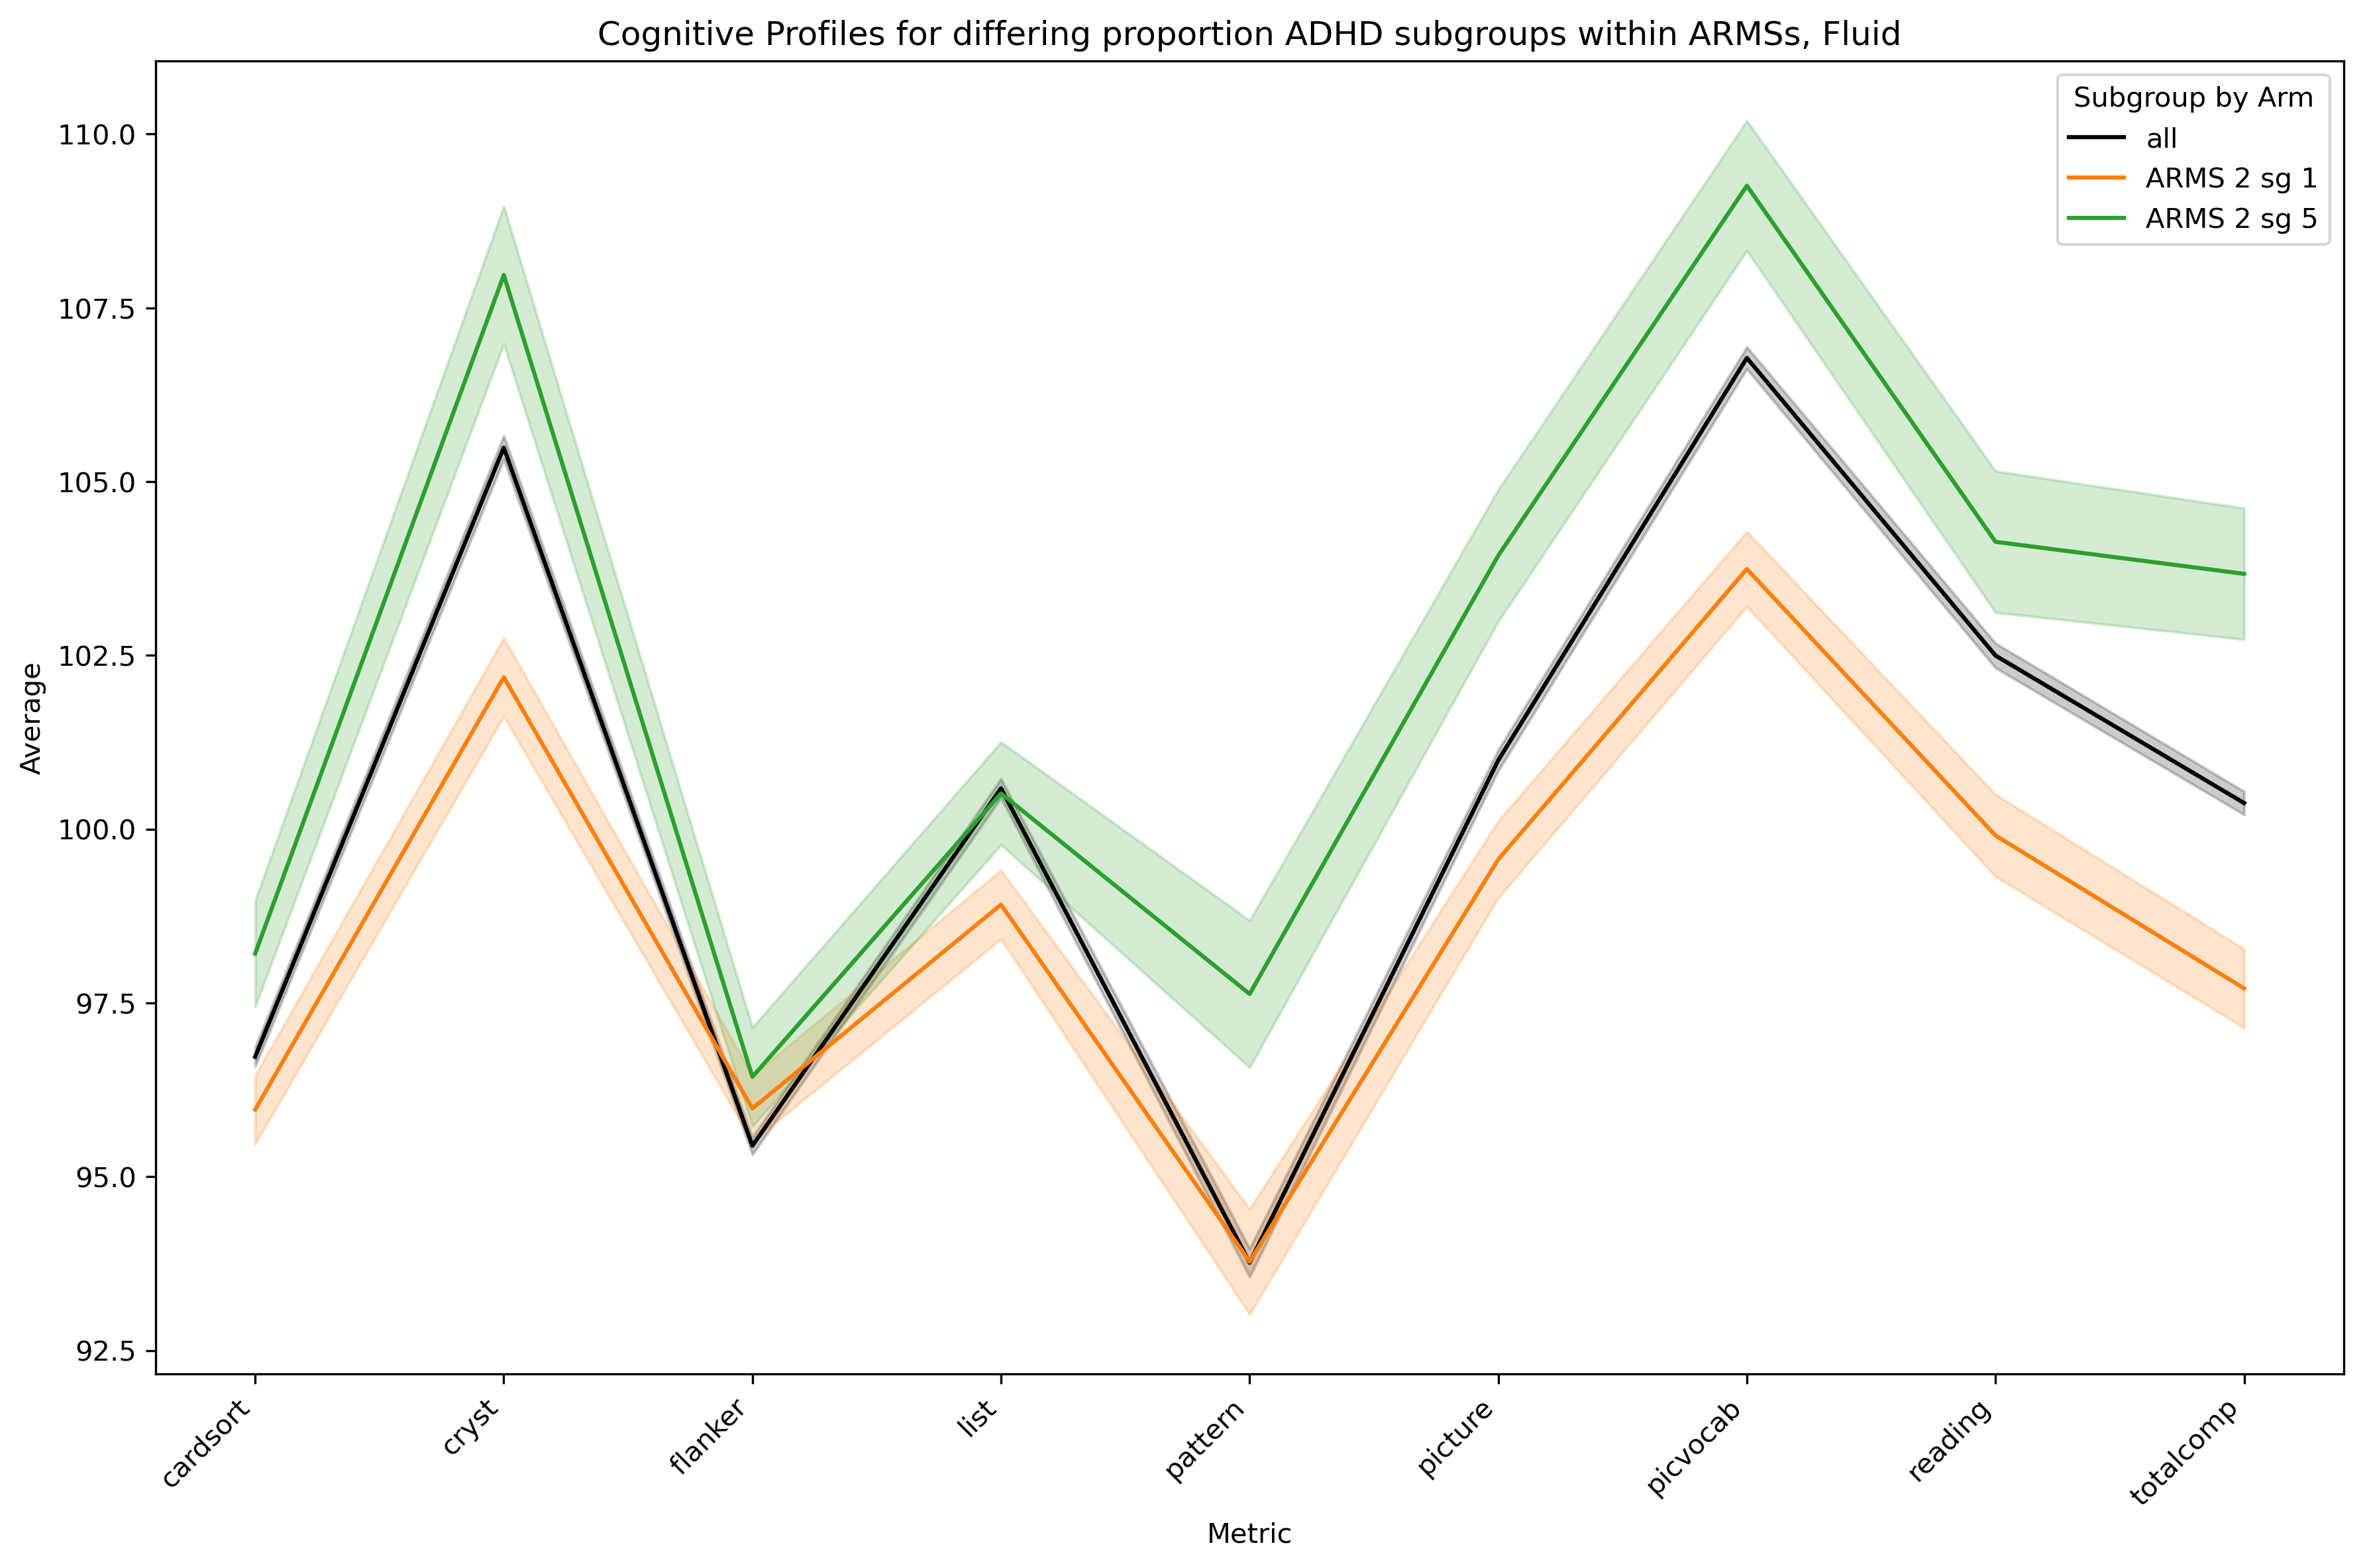 Cognitive Profiles for differing proportion ADHD subgroups within ARMSs, Fluid
Subgroup by Arm
all
ARMS 2 sg 1
ARMS 2 sg 5
Average
110.0
107.5
105.0
102.5
100.0
97.5
95.0
92.5
cardsort
cryst
flanker
list
pattern
picture
picvocab
reading
totalcomp
Metric